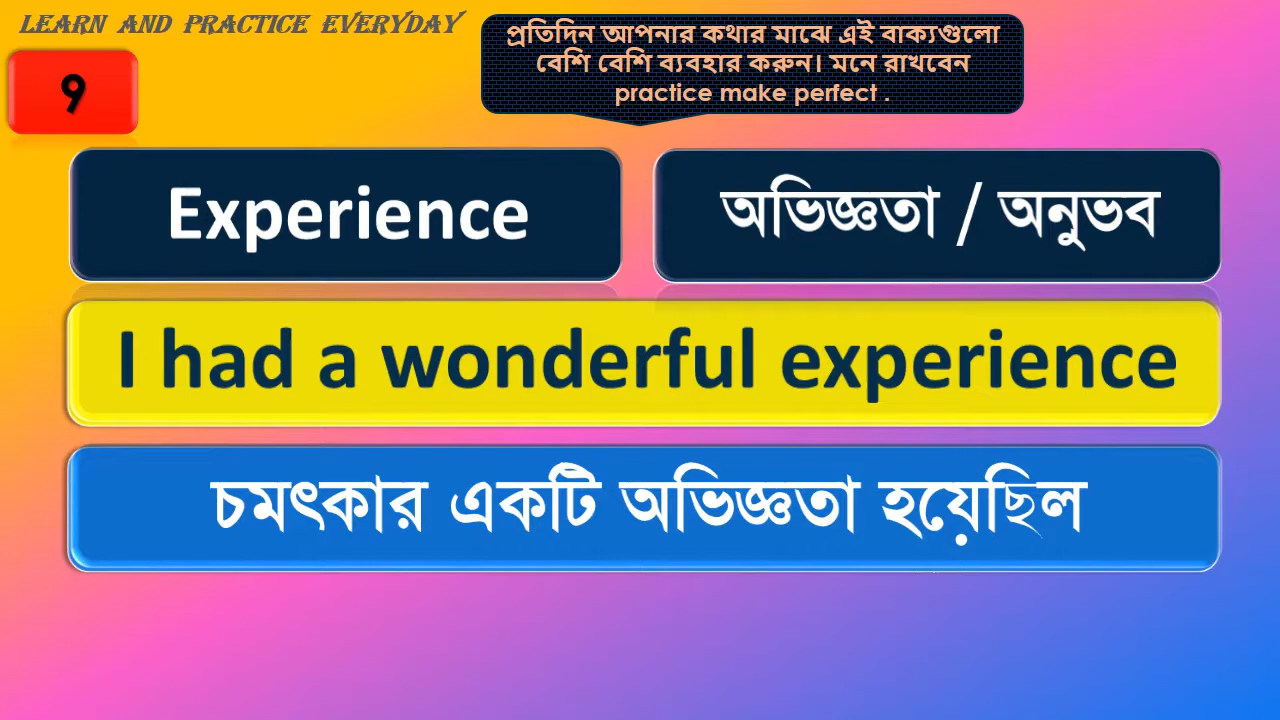 LEARN AND PRACTICE EVERYDAY
প্রতিদিন আপনার কথার মাঝে এই বাক্যগুলো
বেশি বেশি ব্যবহার করুন। মনে রাখবেন
practice make perfect .
9
Experience
অভিজ্ঞতা / অনুভব
I had a wonderful experience
চমৎকার একটি অভিজ্ঞতা হয়েছিল